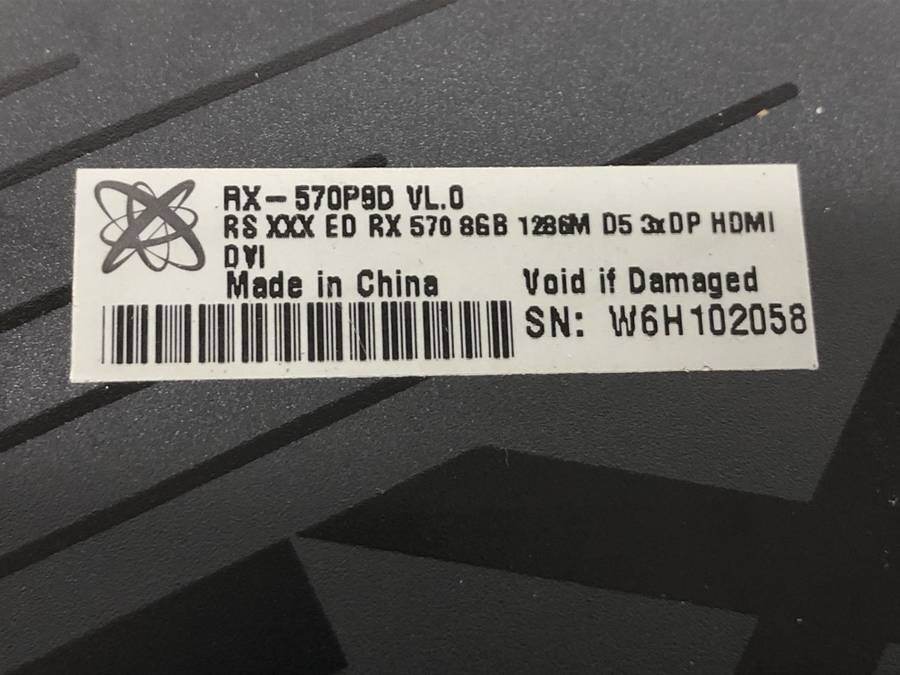 RX-570P8D VL.0
RS XXX ED RX 570 8GB 1286M D5 3xDP HDMI
DVI
Made in China
Void if Damaged
SN: W6H102058